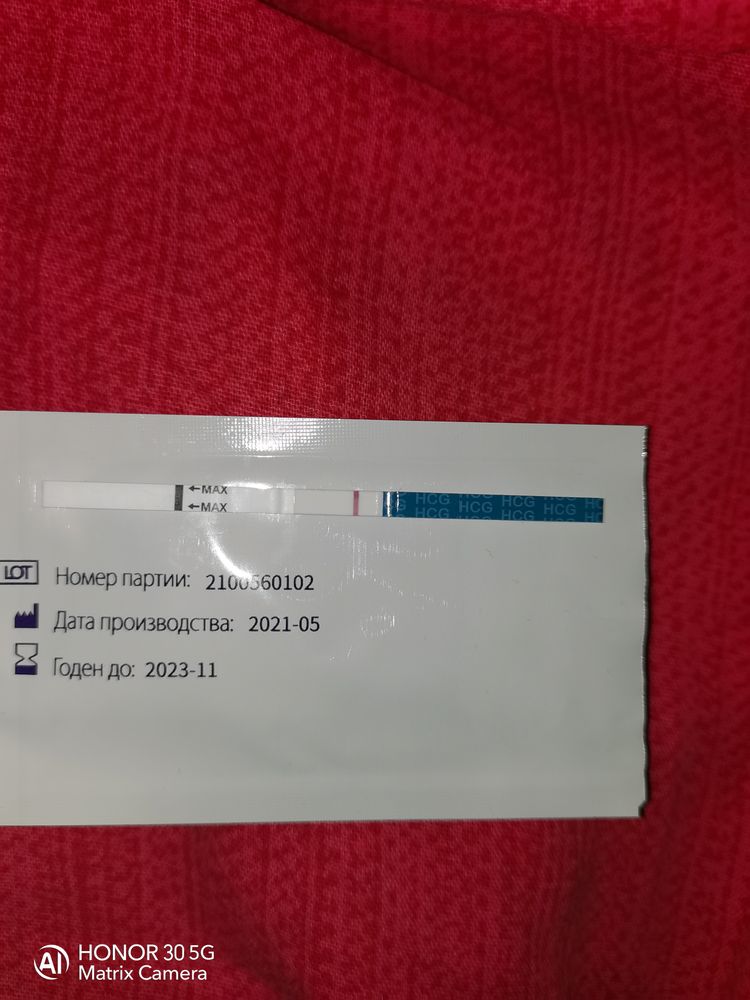 ←MAX
←MAX
HCG HCG HCG HCG
HCG HCG HCG HCG
LOT Номер партии: 2100560102
Дата производства: 2021-05
Годен до: 2023-11
AI HONOR 30 5G
Matrix Camera